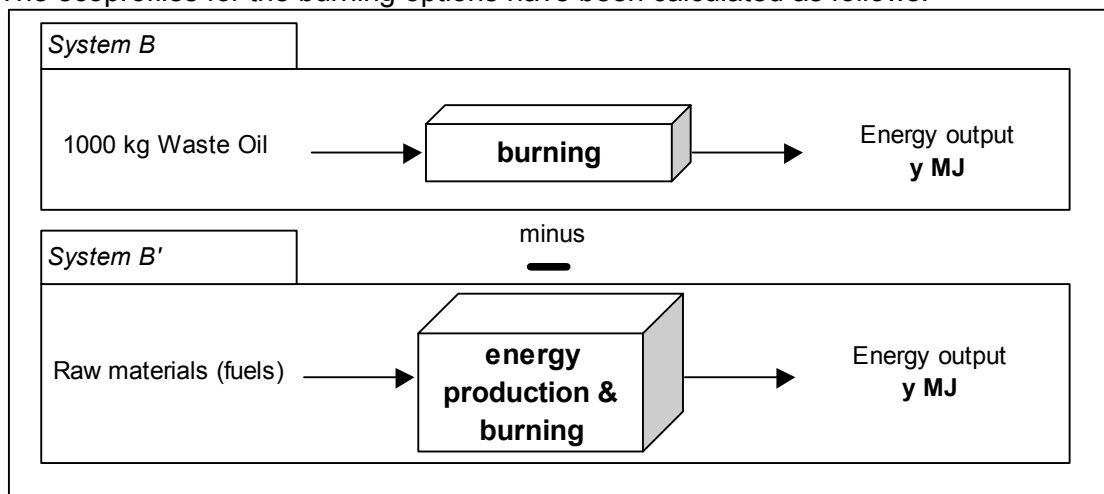 The ecoprofiles for the burning options have been calculated as follows:
System B
1000 kg Waste Oil
burning
Energy output
y MJ
minus
System B'
Raw materials (fuels)
energy
production &
burning
Energy output
y MJ